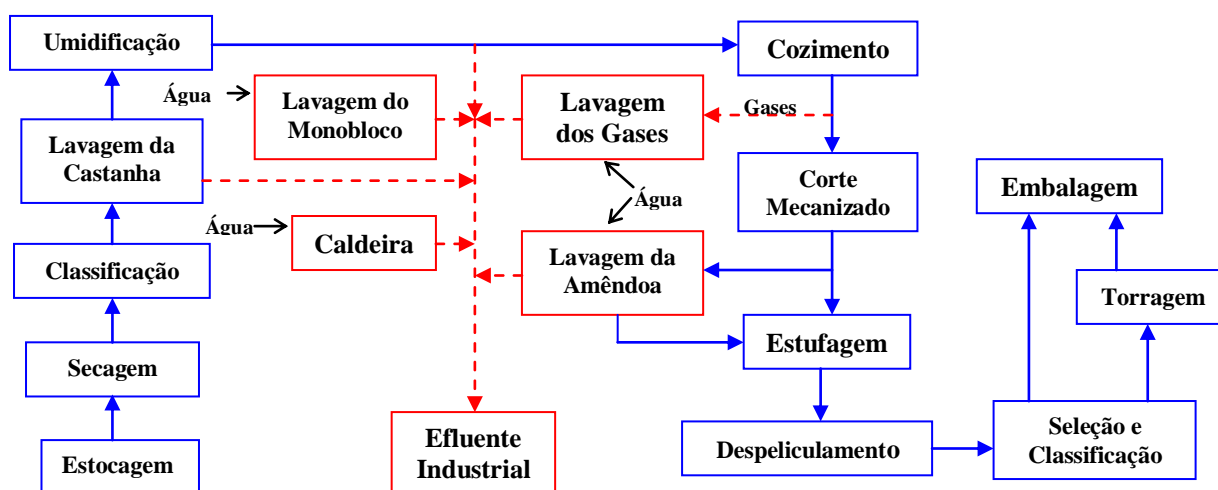 Umidificação
Cozimento
Água
Lavagem do
Monobloco
Lavagem
dos Gases
Gases
Lavagem da
Castanha
Corte
Mecanizado
Embalagem
Água
Água
Caldeira
Classificação
Lavagem da
Amêndoa
Torragem
Estufagem
Secagem
Efluente
Industrial
Despeliculamento
Seleção e
Classificação
Estocagem